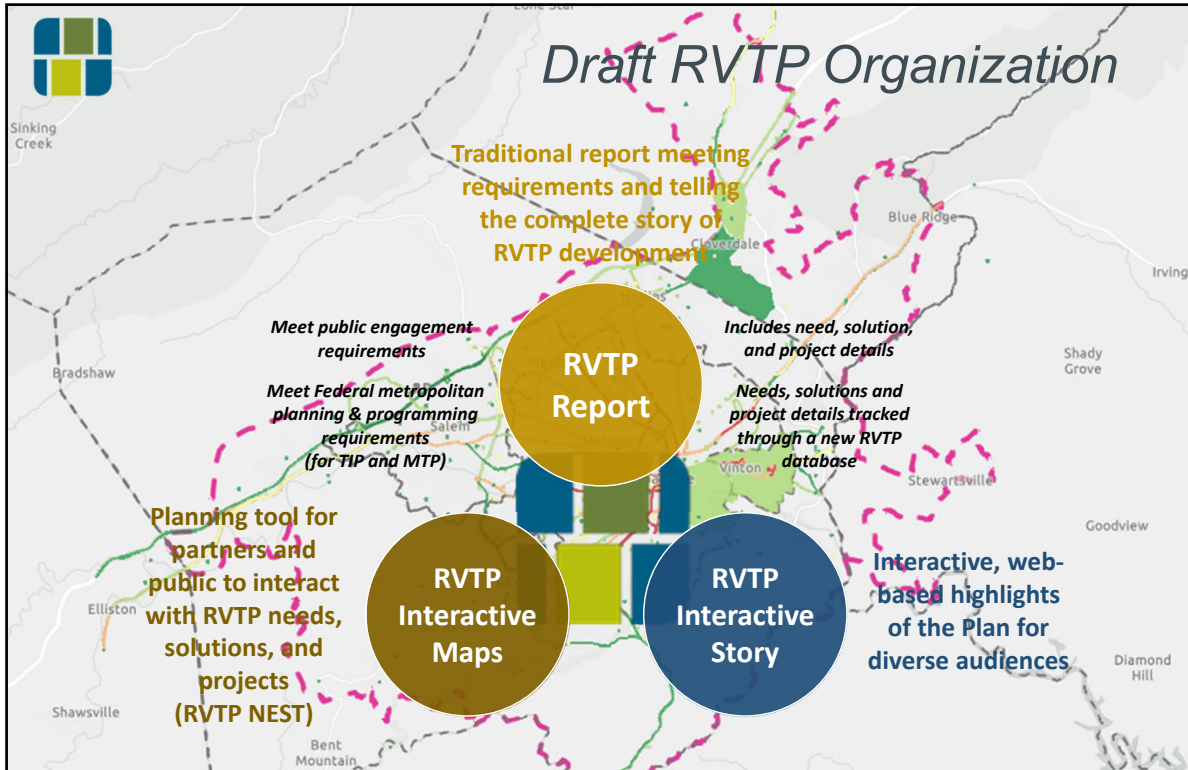 Lone Star
Draft RVTP Organization
Sinking
Creek
Traditional report meeting
requirements and telling
the complete story of
RVTP development
Cloverdale
Blue Ridge
Irving
Hollins
Meet public engagement
requirements
Meet Federal metropolitan
planning & programming
requirements
(for TIP and MTP)
RVTP
Report
Includes need, solution,
and project details
Needs, solutions and
project details tracked
through a new RVTP
database
Bradshaw
Shady
Grove
Salem
Melrose
Vinton
Stewartsville
Goodview
Planning tool for
partners and
public to interact
with RVTP needs,
solutions, and
projects
(RVTP NEST)
RVTP
Interactive
Maps
RVTP
Interactive
Story
Interactive, web-
based highlights
of the Plan for
diverse audiences
Elliston
Diamond
Hill
Shawsville
Bent
Mountain